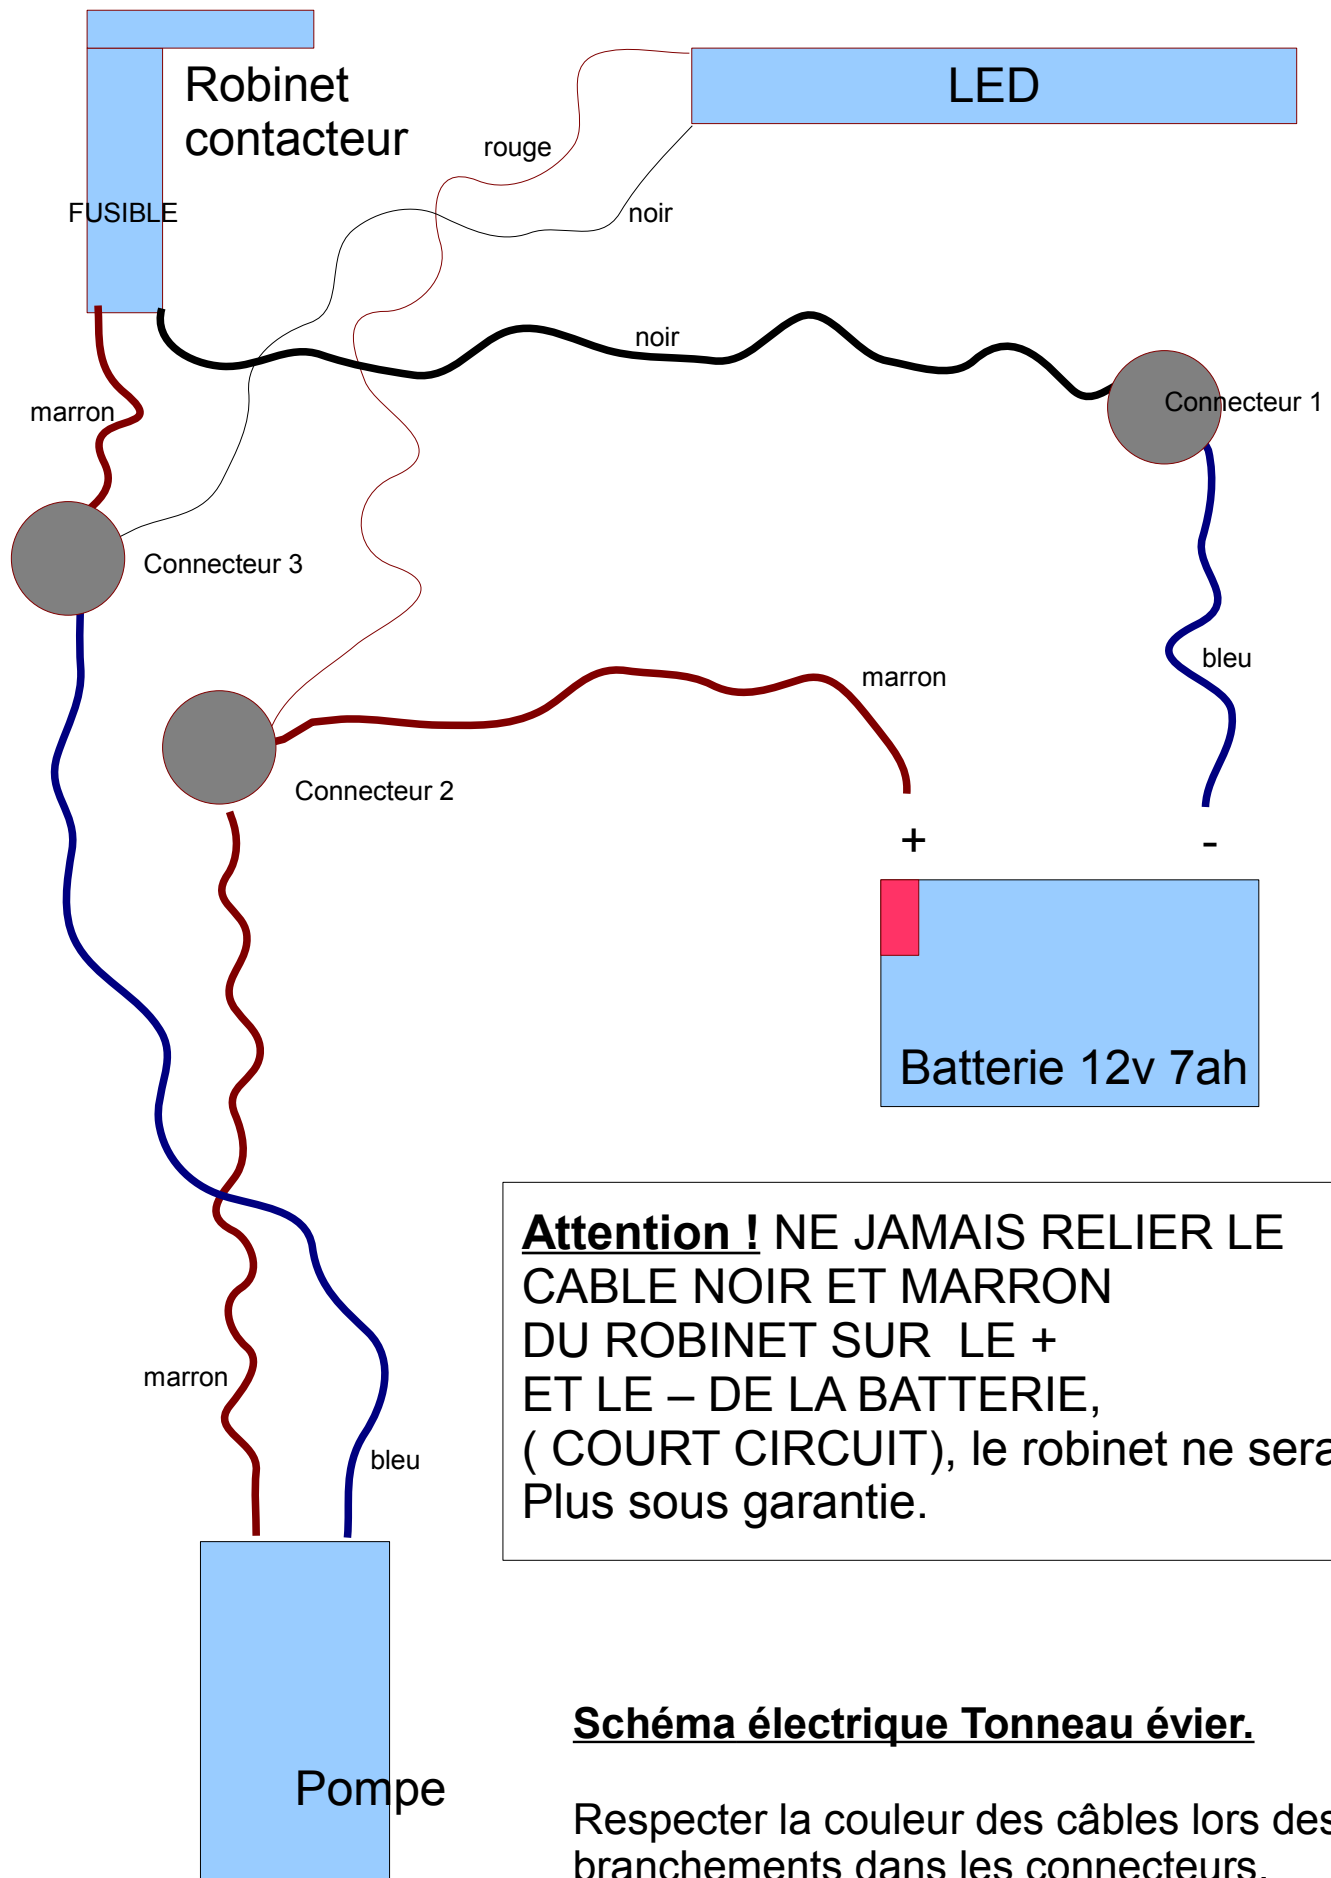 Robinet
contacteur
LED
rouge
FUSIBLE
noir
noir
marron
Connecteur 1
Connecteur 3
bleu
marron
Connecteur 2
+
-
Batterie 12v 7ah
Attention ! NE JAMAIS RELIER LE
CABLE NOIR ET MARRON
DU ROBINET SUR LE +
ET LE – DE LA BATTERIE,
( COURT CIRCUIT), le robinet ne sera
Plus sous garantie.
marron
bleu
Pompe
Schéma électrique Tonneau évier.
Respecter la couleur des câbles lors des
branchements dans les connecteurs.